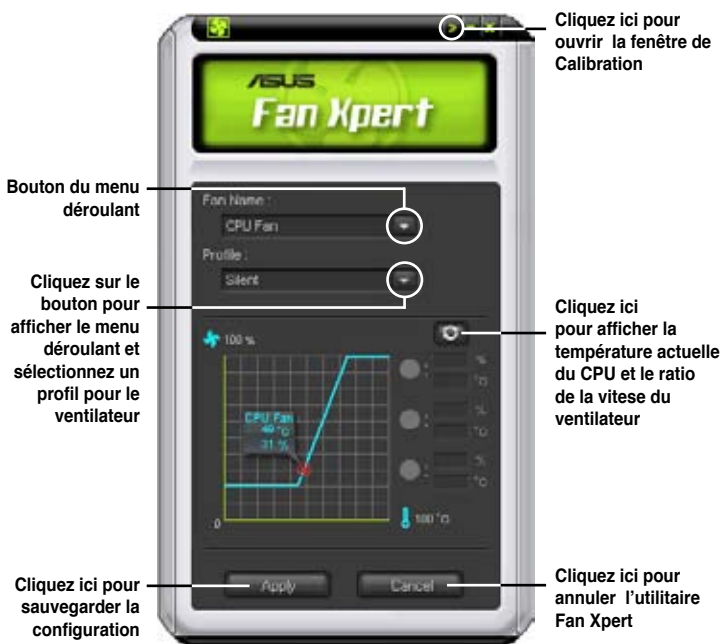 Cliquez ici pour
ouvrir la fenêtre de
Calibration
ASUS
Fan Xpert
Bouton du menu
déroulant
Fan Name :
CPU Fan
Profile :
Silent
Cliquez sur le
bouton pour
afficher le menu
déroulant et
sélectionnez un
profil pour le
ventilateur
Cliquez ici
pour afficher la
température actuelle
du CPU et le ratio
de la vitese du
ventilateur
100 %
CPU Fan
49 °C
31 %
:
%
°C
:
%
°C
:
%
°C
0
100 °C
Cliquez ici pour
sauvegarder la
configuration
Apply
Cancel
Cliquez ici pour
annuler l'utilitaire
Fan Xpert